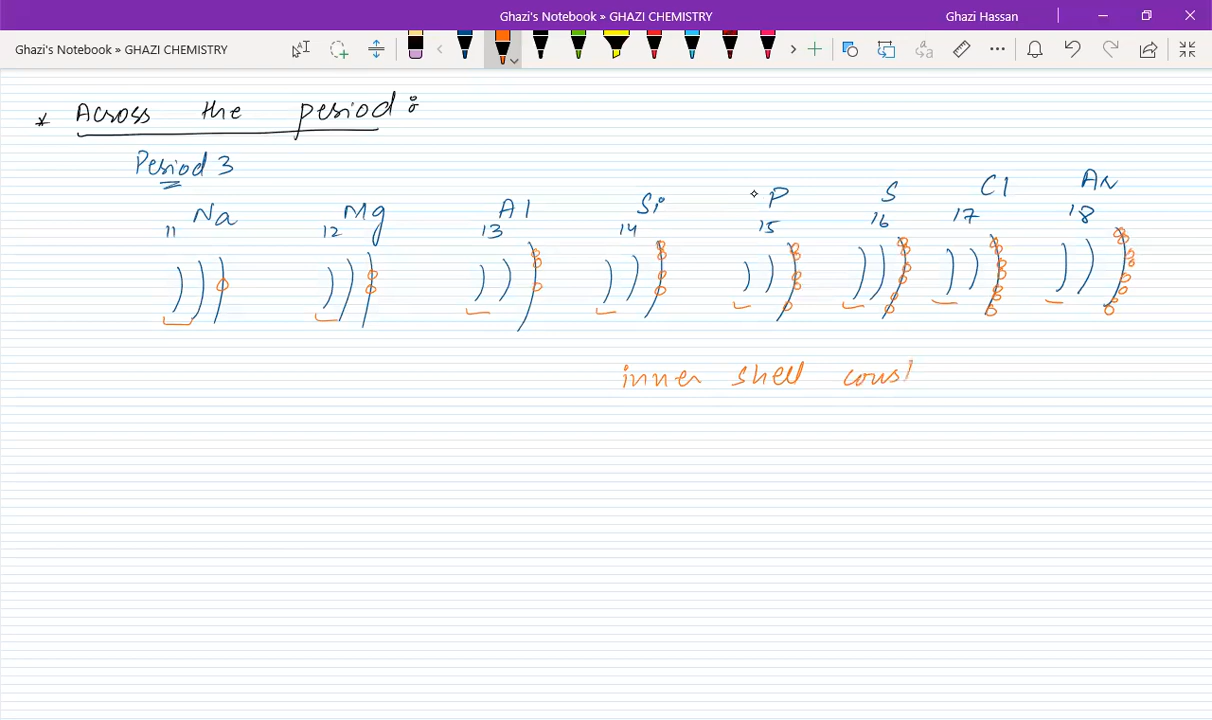 Ghazi's Notebook » GHAZI CHEMISTRY
Ghazi Hassan
Ghazi's Notebook » GHAZI CHEMISTRY
* Across the period:
Period 3
Na Mg Al Si P S Cl Ar
11 12 13 14 15 16 17 18
inner shell